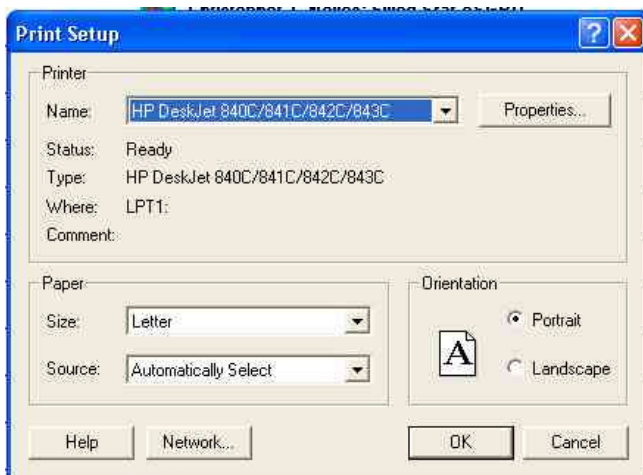 Print Setup
Printer
Name: HP DeskJet 840C/841C/842C/843C Properties...
Status: Ready
Type: HP DeskJet 840C/841C/842C/843C
Where: LPT1:
Comment:
Paper
Size: Letter
Source: Automatically Select
Orientation
A
Portrait
Landscape
Help Network... OK Cancel